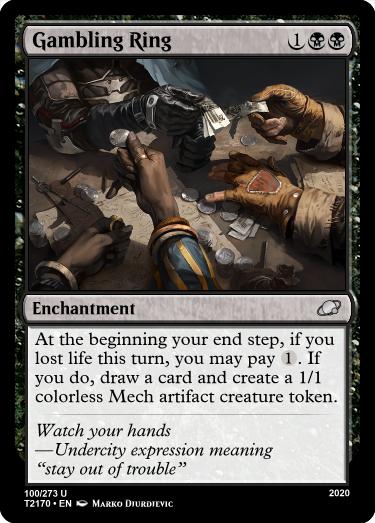 Gambling Ring 1
Enchantment
At the beginning your end step, if you
lost life this turn, you may pay 1. If
you do, draw a card and create a 1/1
colorless Mech artifact creature token.
Watch your hands
—Undercity expression meaning
“stay out of trouble”
100/273 U 2020
T2170 • EN Marko Djurdjevic